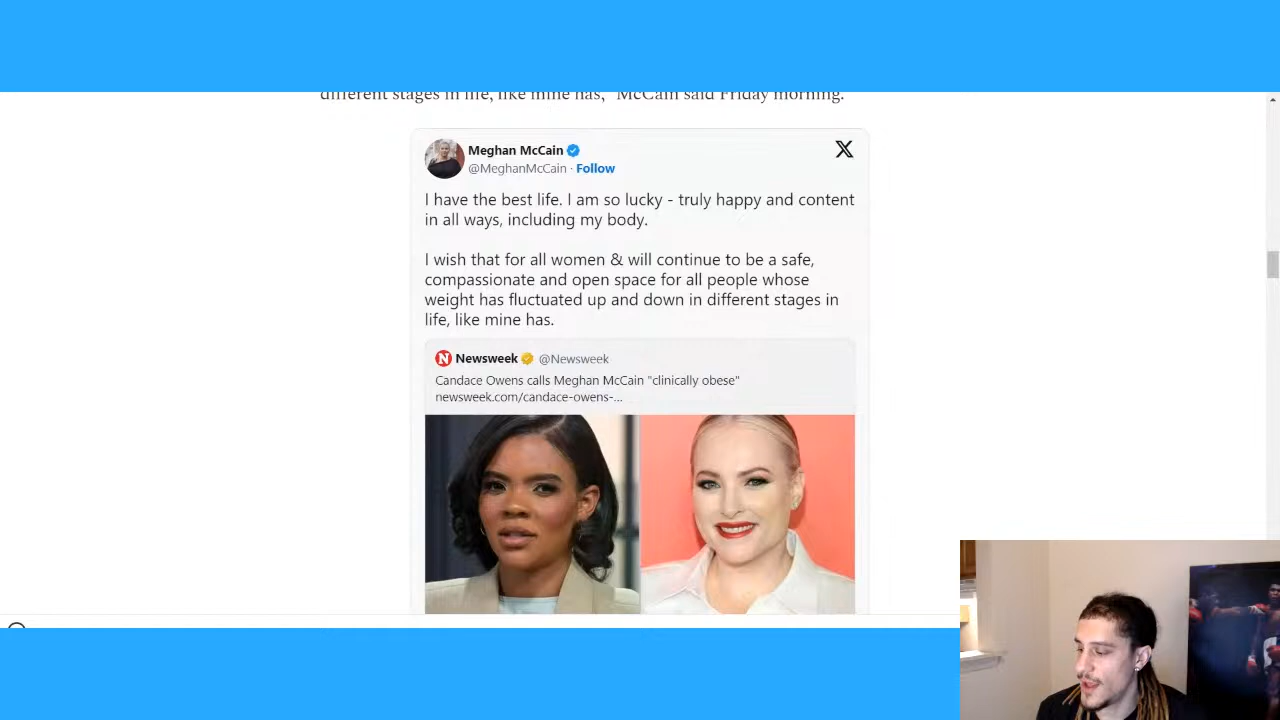 different stages in life, like mine has," McCain said Friday morning.
Meghan McCain
@MeghanMcCain · Follow
I have the best life. I am so lucky - truly happy and content
in all ways, including my body.
I wish that for all women & will continue to be a safe,
compassionate and open space for all people whose
weight has fluctuated up and down in different stages in
life, like mine has.
N Newsweek @Newsweek
Candace Owens calls Meghan McCain "clinically obese"
newsweek.com/candace-owens-...